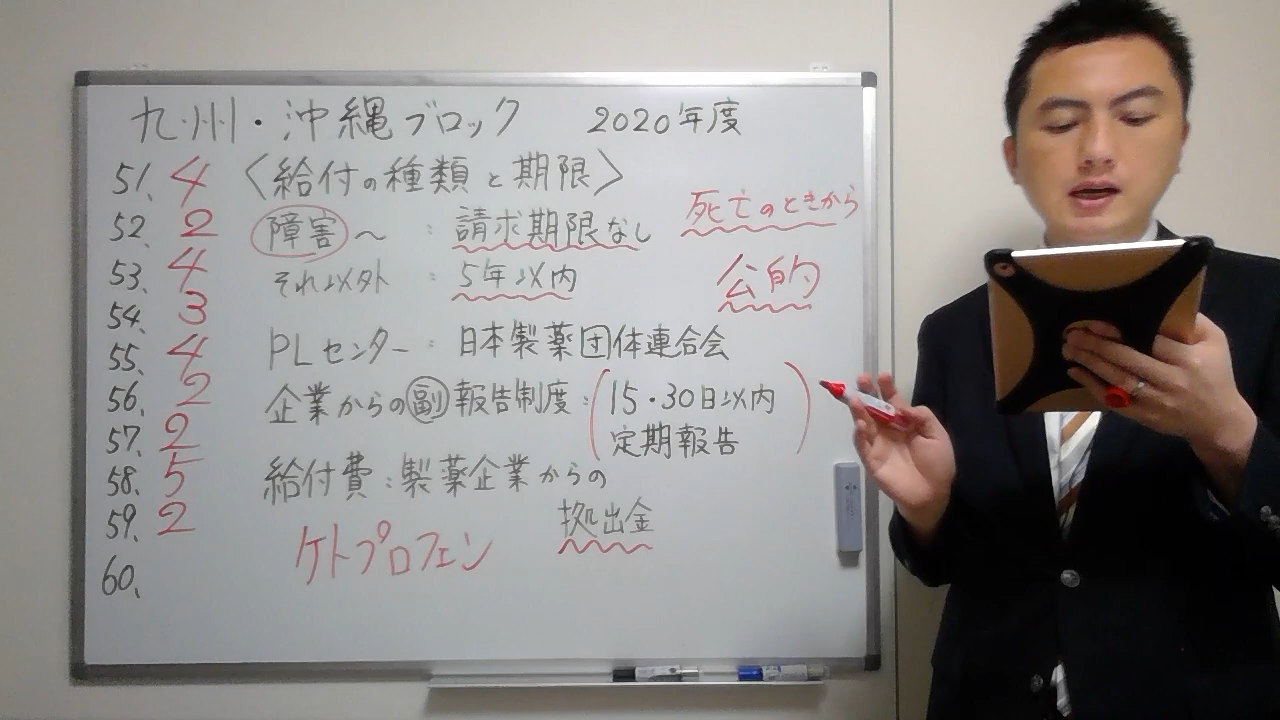 九州・沖縄ブロック 2020年度
51. 4 〈給付の種類と期限〉
52. 2 障害〜 : 請求期限なし 死亡のときから
53. 4 それ以外 : 5年以内 公的
54. 3
55. 4 PLセンター : 日本製薬団体連合会
56. 2 企業からの副報告制度 : (15・30日以内
57. 2 定期報告)
58. 5 給付費 : 製薬企業からの
59. 2 拠出金
ケトプロフェン
60.